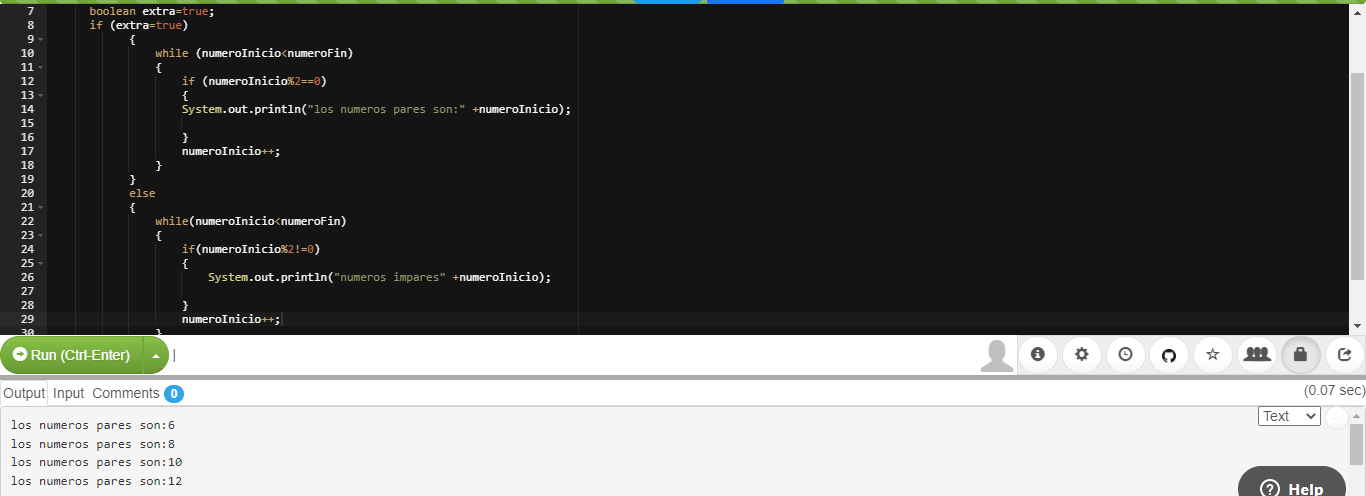 7 boolean extra=true;
8 if (extra=true)
9 {
10 while (numeroInicio<numeroFin)
11 {
12 if (numeroInicio%2==0)
13 {
14 System.out.println("los numeros pares son:" +numeroInicio);
15
16 }
17 numeroInicio++;
18 }
19 }
20 else
21 {
22 while(numeroInicio<numeroFin)
23 {
24 if(numeroInicio%2!=0)
25 {
26 System.out.println("numeros impares" +numeroInicio);
27
28 }
29 numeroInicio++;
30 }
Run (Ctrl-Enter)
Output Input Comments 0
(0.07 sec)
Text
los numeros pares son:6
los numeros pares son:8
los numeros pares son:10
los numeros pares son:12
Help